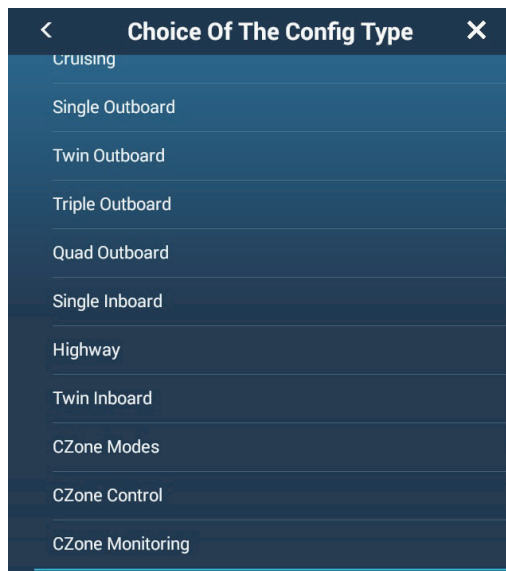 Choice Of The Config Type
Cruising
Single Outboard
Twin Outboard
Triple Outboard
Quad Outboard
Single Inboard
Highway
Twin Inboard
CZone Modes
CZone Control
CZone Monitoring